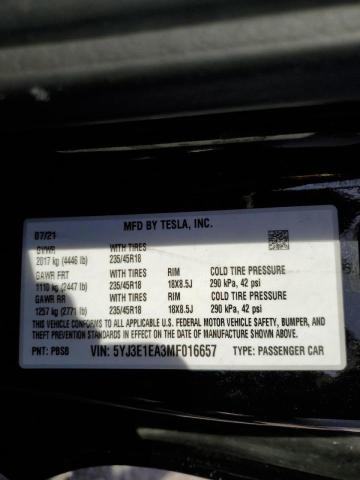 MFD BY TESLA, INC.
07/21
GVWR WITH TIRES
2017 kg (4446 lb) 235/45R18
GAWR FRT WITH TIRES RIM COLD TIRE PRESSURE
1110 kg (2447 lb) 235/45R18 18X8.5J 290 kPa, 42 psi
GAWR RR WITH TIRES RIM COLD TIRE PRESSURE
1257 kg (2771 lb) 235/45R18 18X8.5J 290 kPa, 42 psi
THIS VEHICLE CONFORMS TO ALL APPLICABLE U.S. FEDERAL MOTOR VEHICLE SAFETY, BUMPER, AND
THEFT PREVENTION STANDARDS IN EFFECT ON THE DATE OF MANUFACTURE SHOWN ABOVE.
PNT: PBSB VIN: 5YJ3E1EA3MF016657 TYPE: PASSENGER CAR